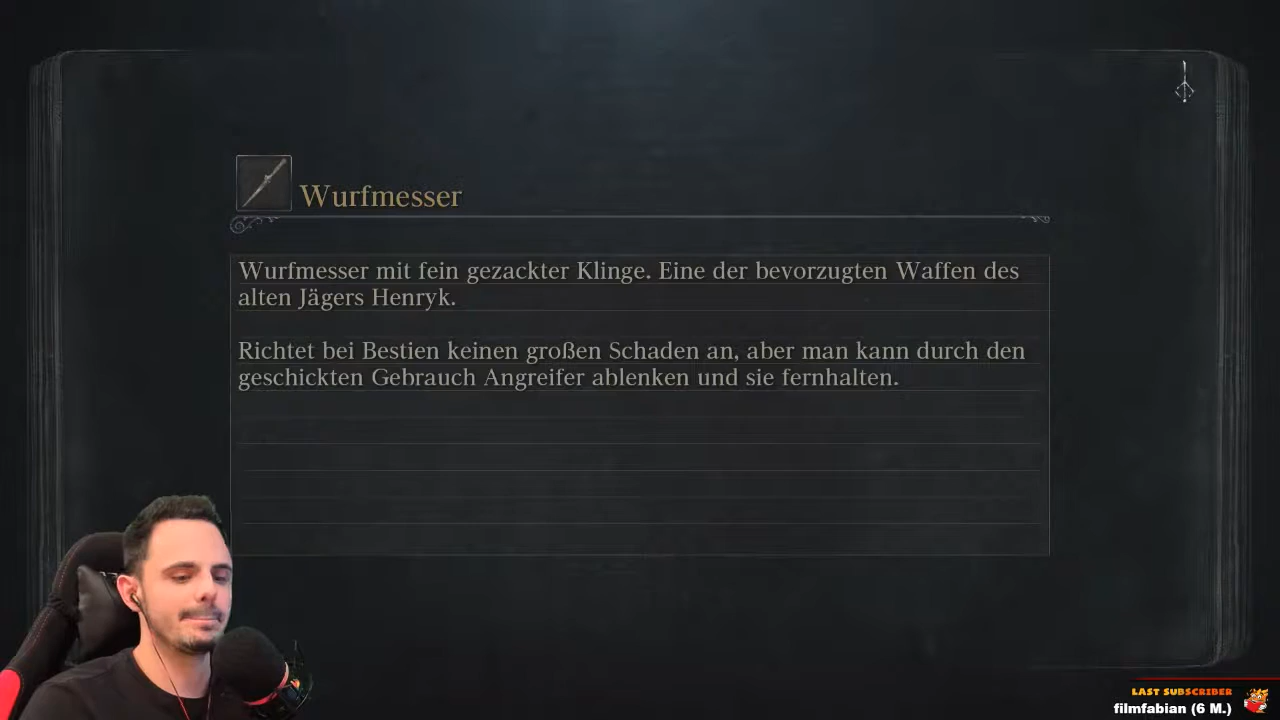 Wurfmesser
Wurfmesser mit fein gezackter Klinge. Eine der bevorzugten Waffen des
alten Jägers Henryk.
Richtet bei Bestien keinen großen Schaden an, aber man kann durch den
geschickten Gebrauch Angreifer ablenken und sie fernhalten.
LAST SUBSCRIBER
filmfabian (6 M.)